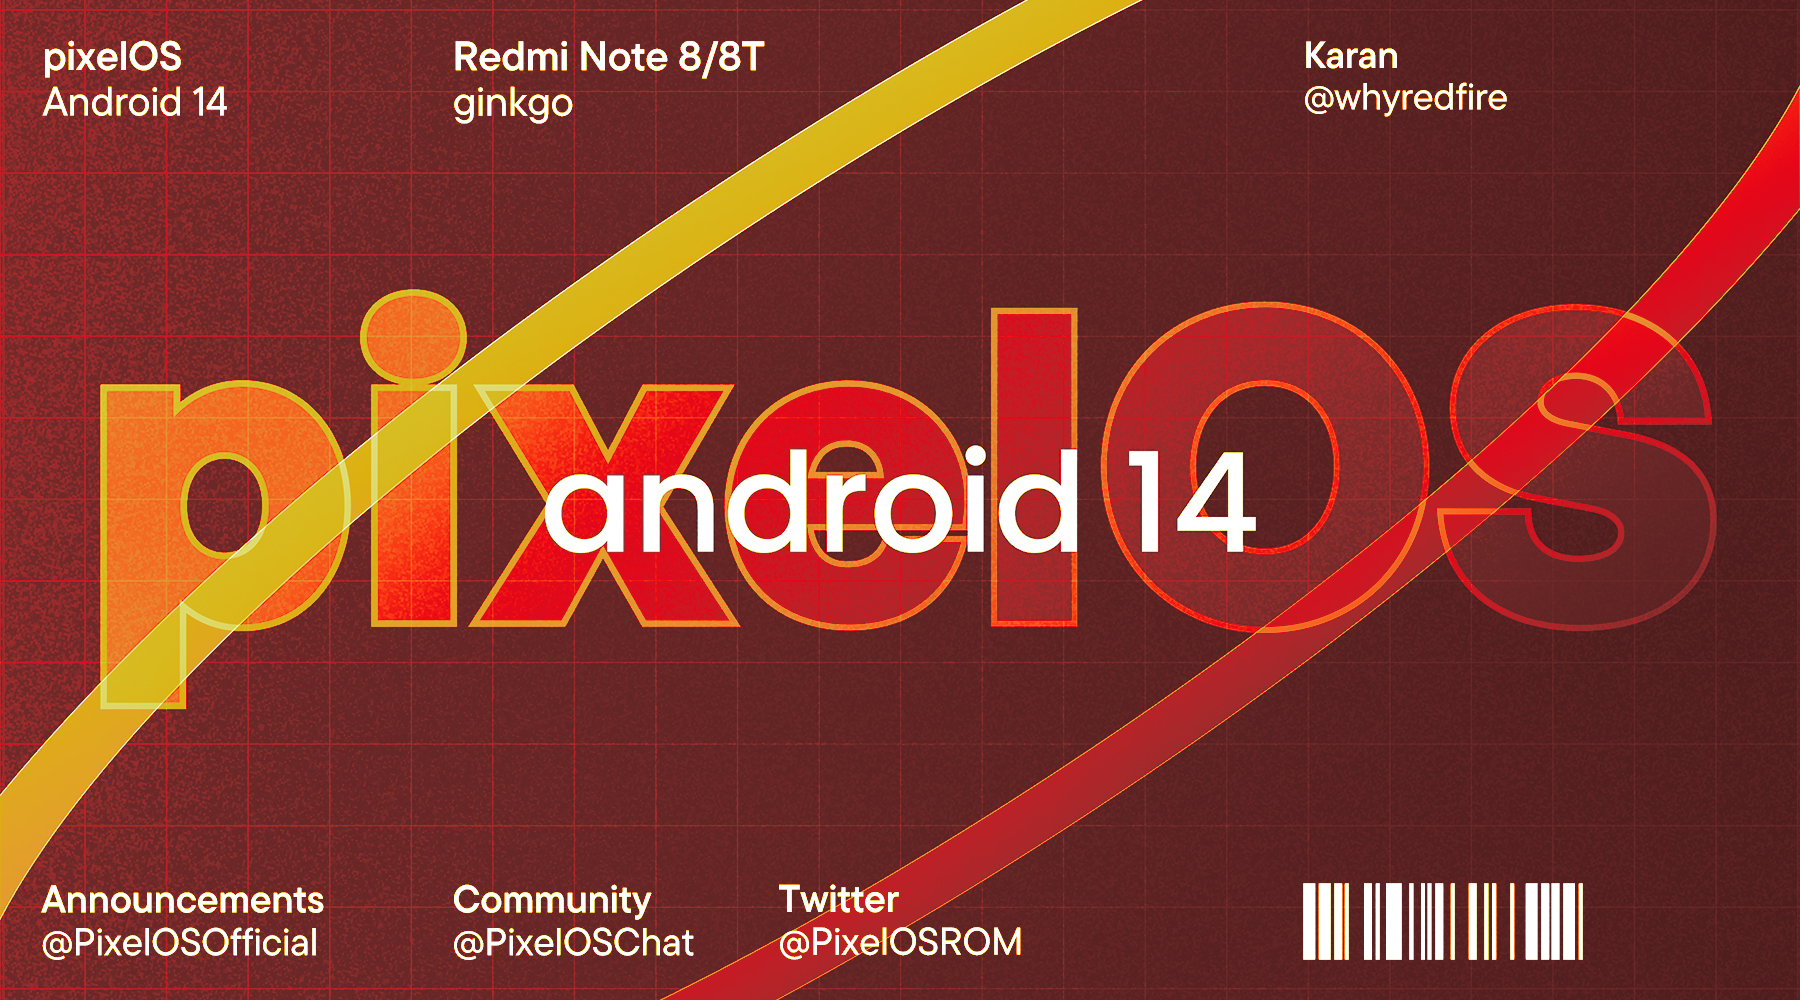 pixelOS
Android 14
Redmi Note 8/8T
ginkgo
Karan
@whyredfire
pixelOS
android 14
Announcements
@PixelOSOfficial
Community
@PixelOSChat
Twitter
@PixelOSROM